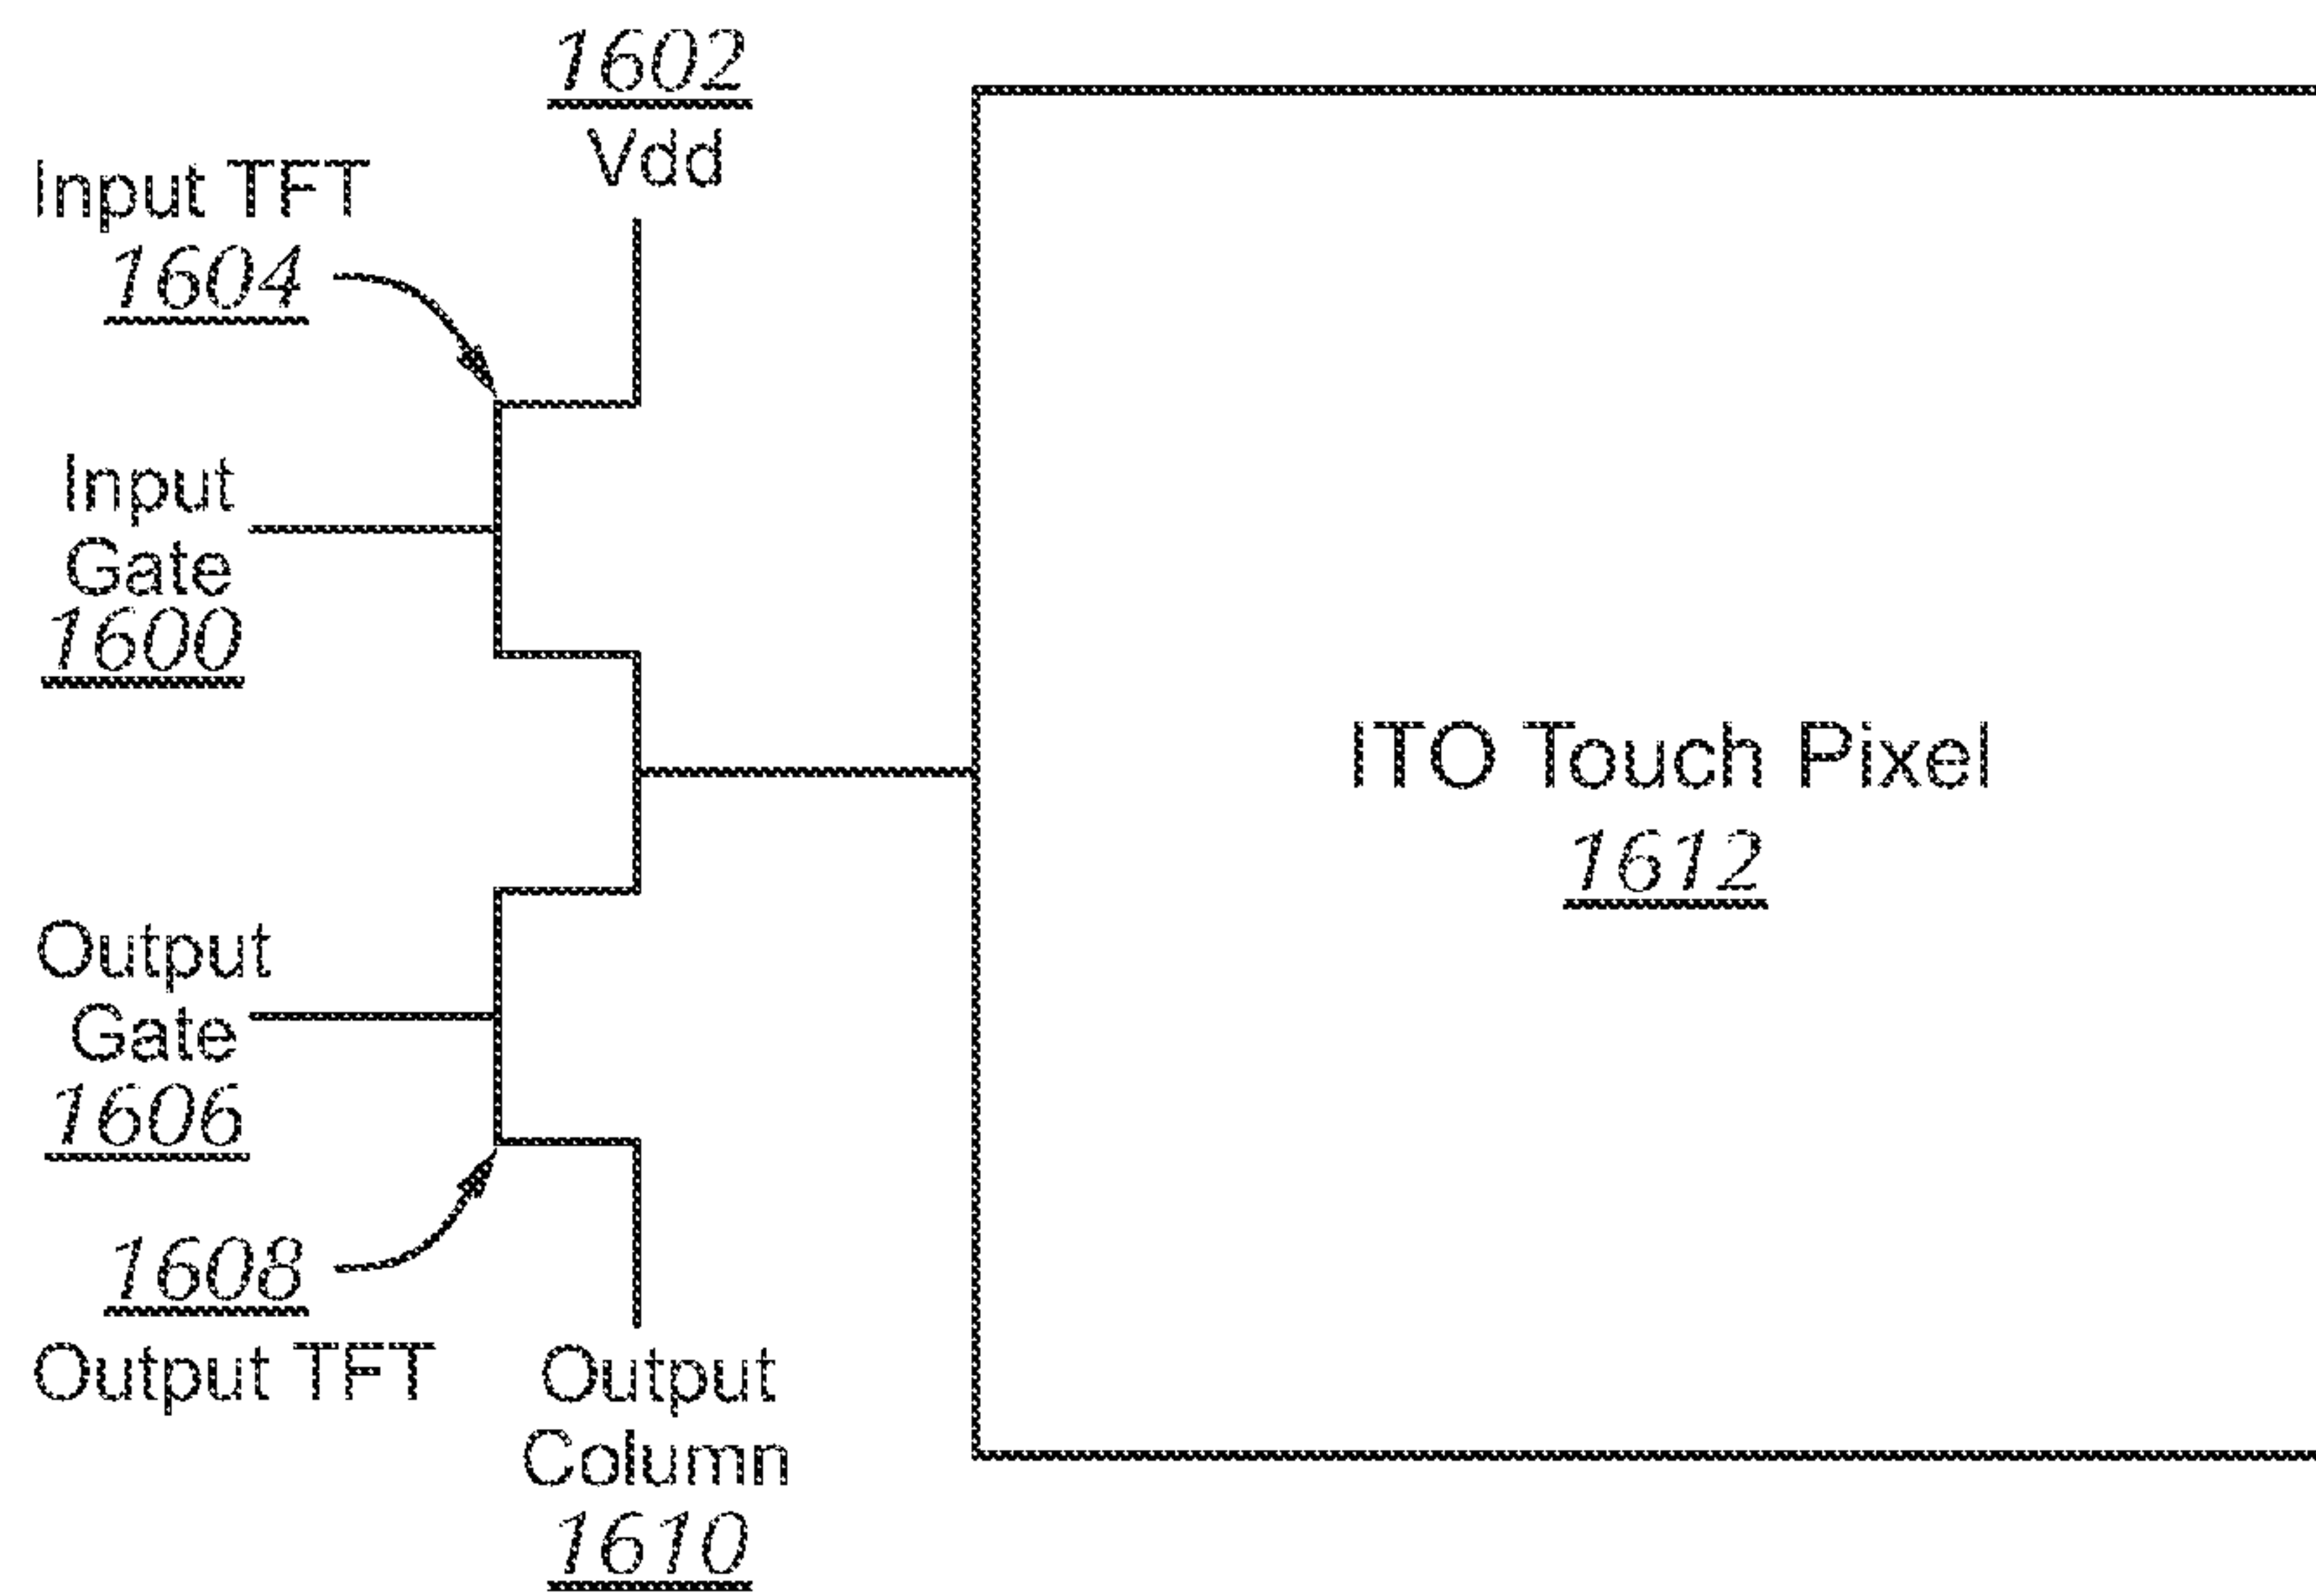 1602
Vdd
Input TFT
1604
Input
Gate
1600
ITO Touch Pixel
1612
Output
Gate
1606
1608
Output TFT
Output
Column
1610